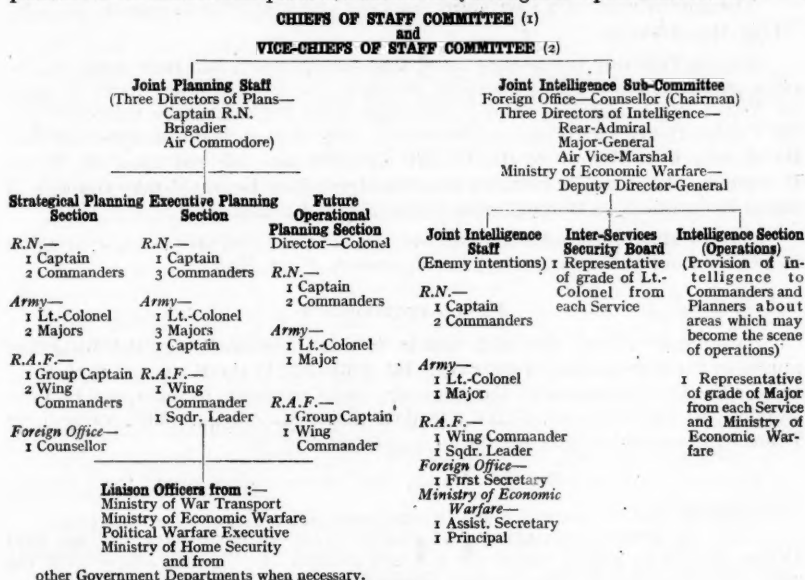 CHIEFS OF STAFF COMMITTEE (1)
and
VICE-CHIEFS OF STAFF COMMITTEE (2)
Joint Planning Staff
(Three Directors of Plans—
Captain R.N.
Brigadier
Air Commodore)
Joint Intelligence Sub-Committee
Foreign Office—Counsellor (Chairman)
Three Directors of Intelligence—
Rear-Admiral
Major-General
Air Vice-Marshal
Ministry of Economic Warfare—
Deputy Director-General
Strategical Planning
Section
R.N.—
1 Captain
2 Commanders
Army—
1 Lt.-Colonel
2 Majors
R.A.F.—
1 Group Captain
2 Wing
Commanders
Foreign Office—
1 Counsellor
Executive Planning
Section
R.N.—
1 Captain
3 Commanders
Army—
1 Lt.-Colonel
3 Majors
1 Captain
R.A.F.—
1 Wing
Commander
1 Sqdr. Leader
Future
Operational
Planning Section
Director—Colonel
R.N.—
1 Captain
2 Commanders
Army—
1 Lt.-Colonel
1 Major
R.A.F.—
1 Group Captain
1 Wing
Commander
Liaison Officers from :—
Ministry of War Transport
Ministry of Economic Warfare
Political Warfare Executive
Ministry of Home Security
and from
other Government Departments when necessary.
Joint Intelligence
Staff
(Enemy intentions)
R.N.—
1 Captain
2 Commanders
Army—
1 Lt.-Colonel
1 Major
R.A.F.—
1 Wing Commander
1 Sqdr. Leader
Foreign Office—
1 First Secretary
Ministry of Economic
Warfare—
1 Assist. Secretary
1 Principal
Inter-Services
Security Board
1 Representative
of grade of Lt.-
Colonel from
each Service
Intelligence Section
(Operations)
(Provision of in-
telligence to
Commanders and
Planners about
areas which may
become the scene
of operations)
1 Representative
of grade of Major
from each Service
and Ministry of
Economic War-
fare